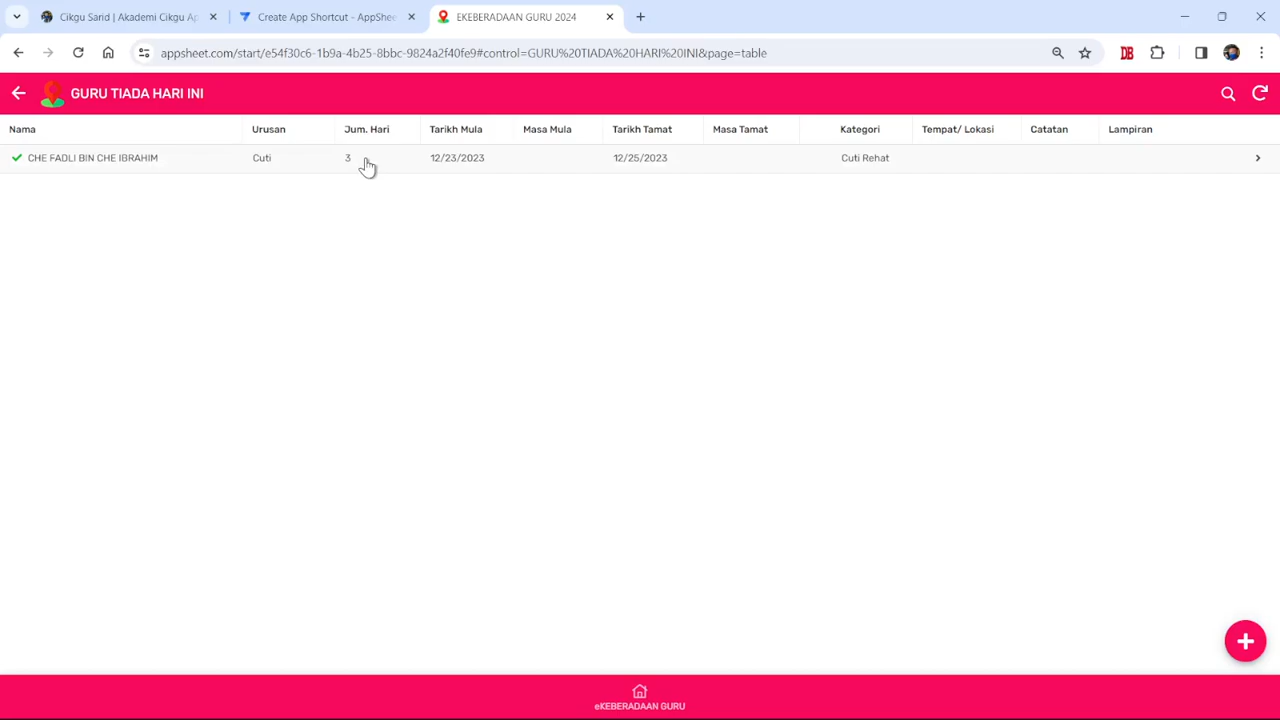 Cikgu Sarid | Akademi Cikgu Ap
Create App Shortcut - AppShee
EKEBERADAAN GURU 2024
appsheet.com/start/e54f30c6-1b9a-4b25-8bbc-9824a2f40fe9#control=GURU%20TIADA%20HARI%20INI&page=table
DB
GURU TIADA HARI INI
Nama Urusan Jum. Hari Tarikh Mula Masa Mula Tarikh Tamat Masa Tamat Kategori Tempat/ Lokasi Catatan Lampiran
CHE FADLI BIN CHE IBRAHIM Cuti 3 12/23/2023 12/25/2023 Cuti Rehat
eKEBERADAAN GURU